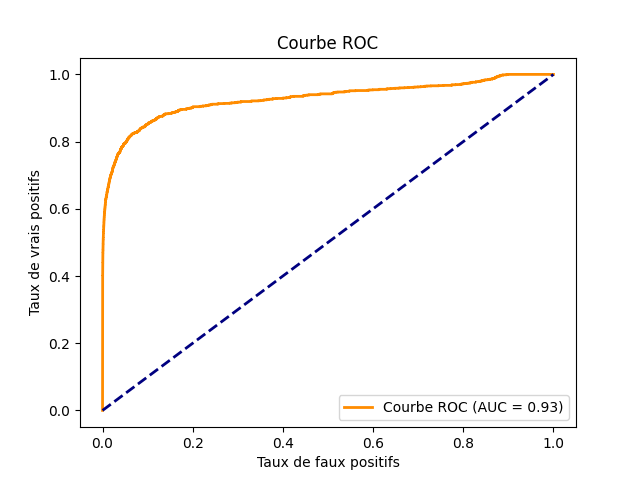 Courbe ROC
1.0
0.8
0.6
0.4
0.2
0.0
Taux de vrais positifs
Courbe ROC (AUC = 0.93)
0.0 0.2 0.4 0.6 0.8 1.0
Taux de faux positifs